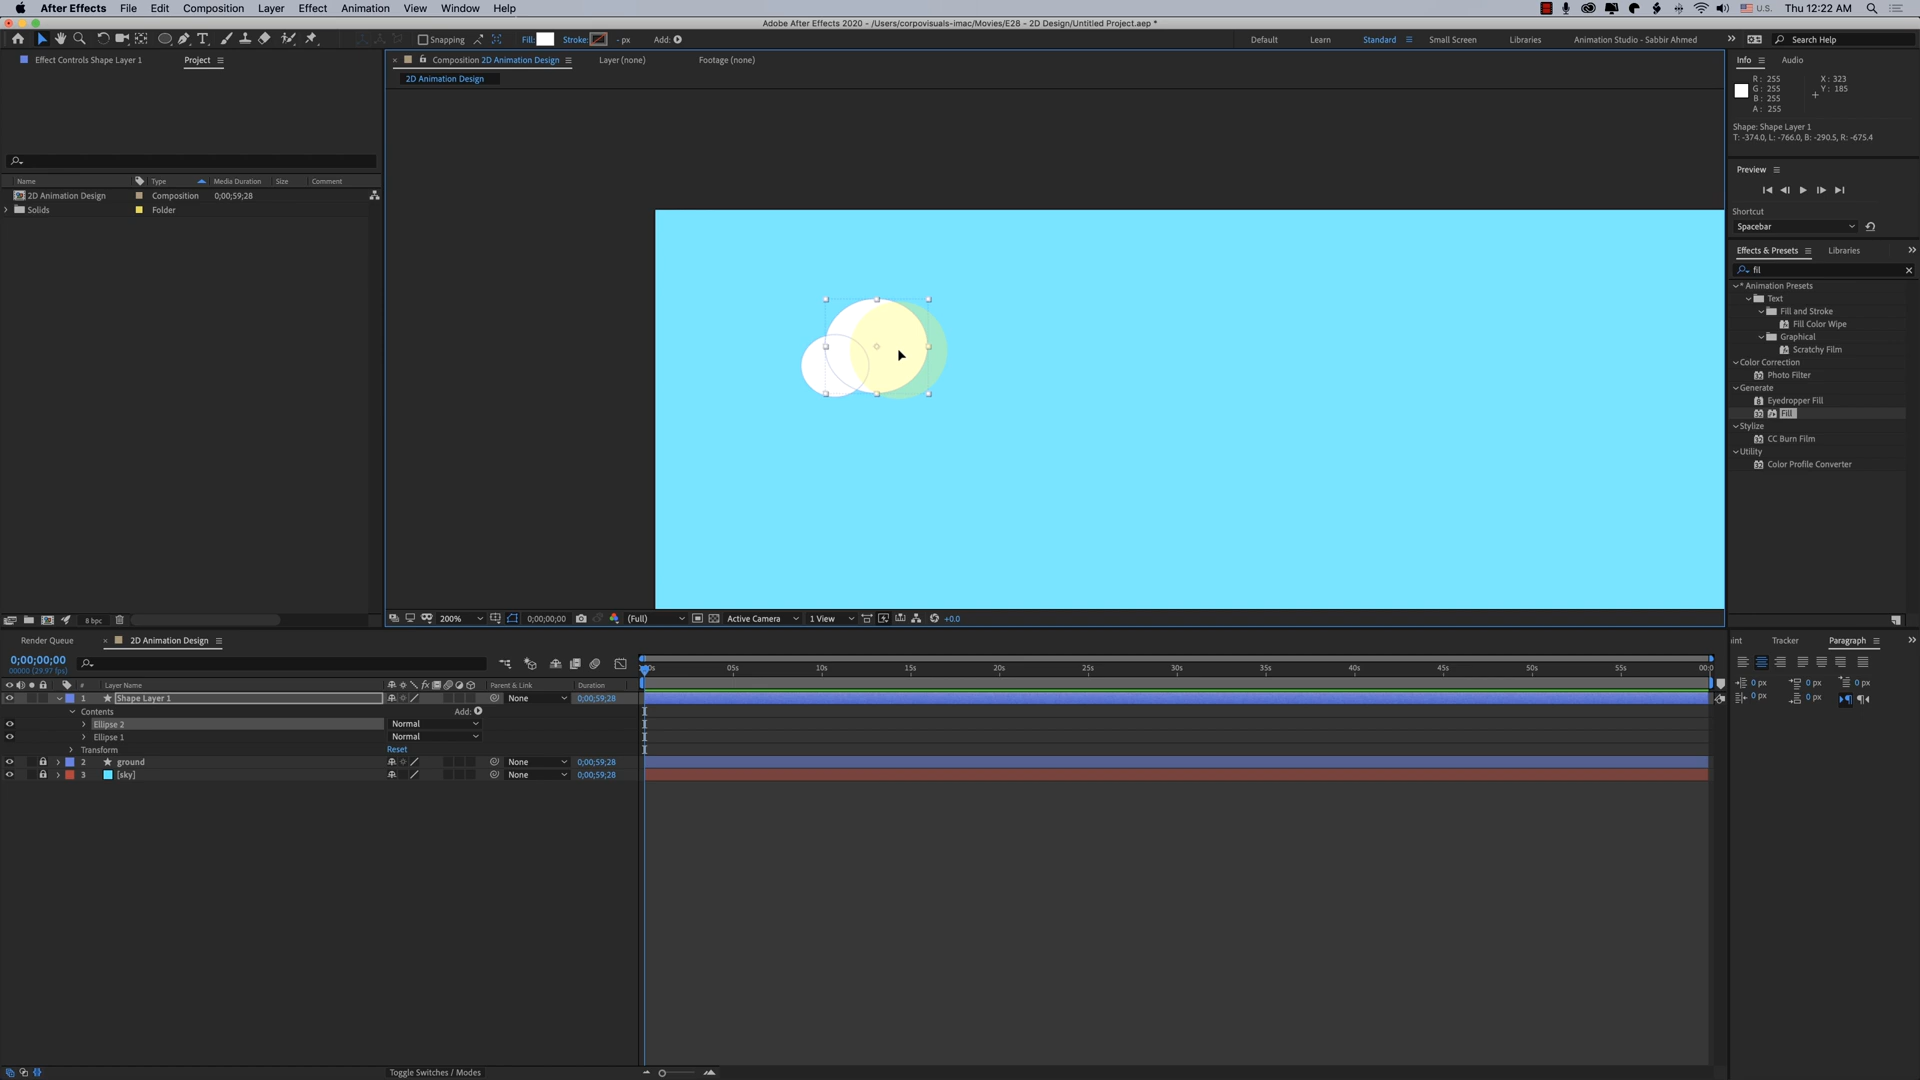 After Effects File Edit Composition Layer Effect Animation View Window Help U.S. Thu 12:22 AM
Adobe After Effects 2020 - /Users/corpovisuals-imac/Movies/E28 - 2D Design/Untitled Project.aep *
Snapping Fill: Stroke: - px Add: Default Learn Standard Small Screen Libraries Animation Studio - Sabbir Ahmed Search Help
Effect Controls Shape Layer 1 Project Composition 2D Animation Design Layer (none) Footage (none) Info Audio
2D Animation Design
R: 255 X: 323
G: 255 Y: 185
B: 255
A: 255
Shape: Shape Layer 1
T: -374.0, L: -766.0, B: -290.5, R: -675.4
Preview
Name Type Media Duration Size Comment
2D Animation Design Composition 0;00;59;28
Solids Folder
Shortcut
Spacebar
Effects & Presets Libraries
fil
* Animation Presets
Text
Fill and Stroke
Fill Color Wipe
Graphical
Scratchy Film
Color Correction
Photo Filter
Generate
Eyedropper Fill
Fill
Stylize
CC Burn Film
Utility
Color Profile Converter
8 bpc 200% 0;00;00;00 (Full) Active Camera 1 View +0.0
Render Queue 2D Animation Design Tracker Paragraph
0;00;00;00
00000 (29.97 fps)
05s 10s 15s 20s 25s 30s 35s 40s 45s 50s 55s
# Layer Name Parent & Link Duration
1 Shape Layer 1 None 0;00;59;28
Contents Add:
Ellipse 2 Normal
Ellipse 1 Normal
Transform Reset
2 ground None 0;00;59;28
3 [sky] None 0;00;59;28
0 px 0 px 0 px
0 px 0 px
Toggle Switches / Modes